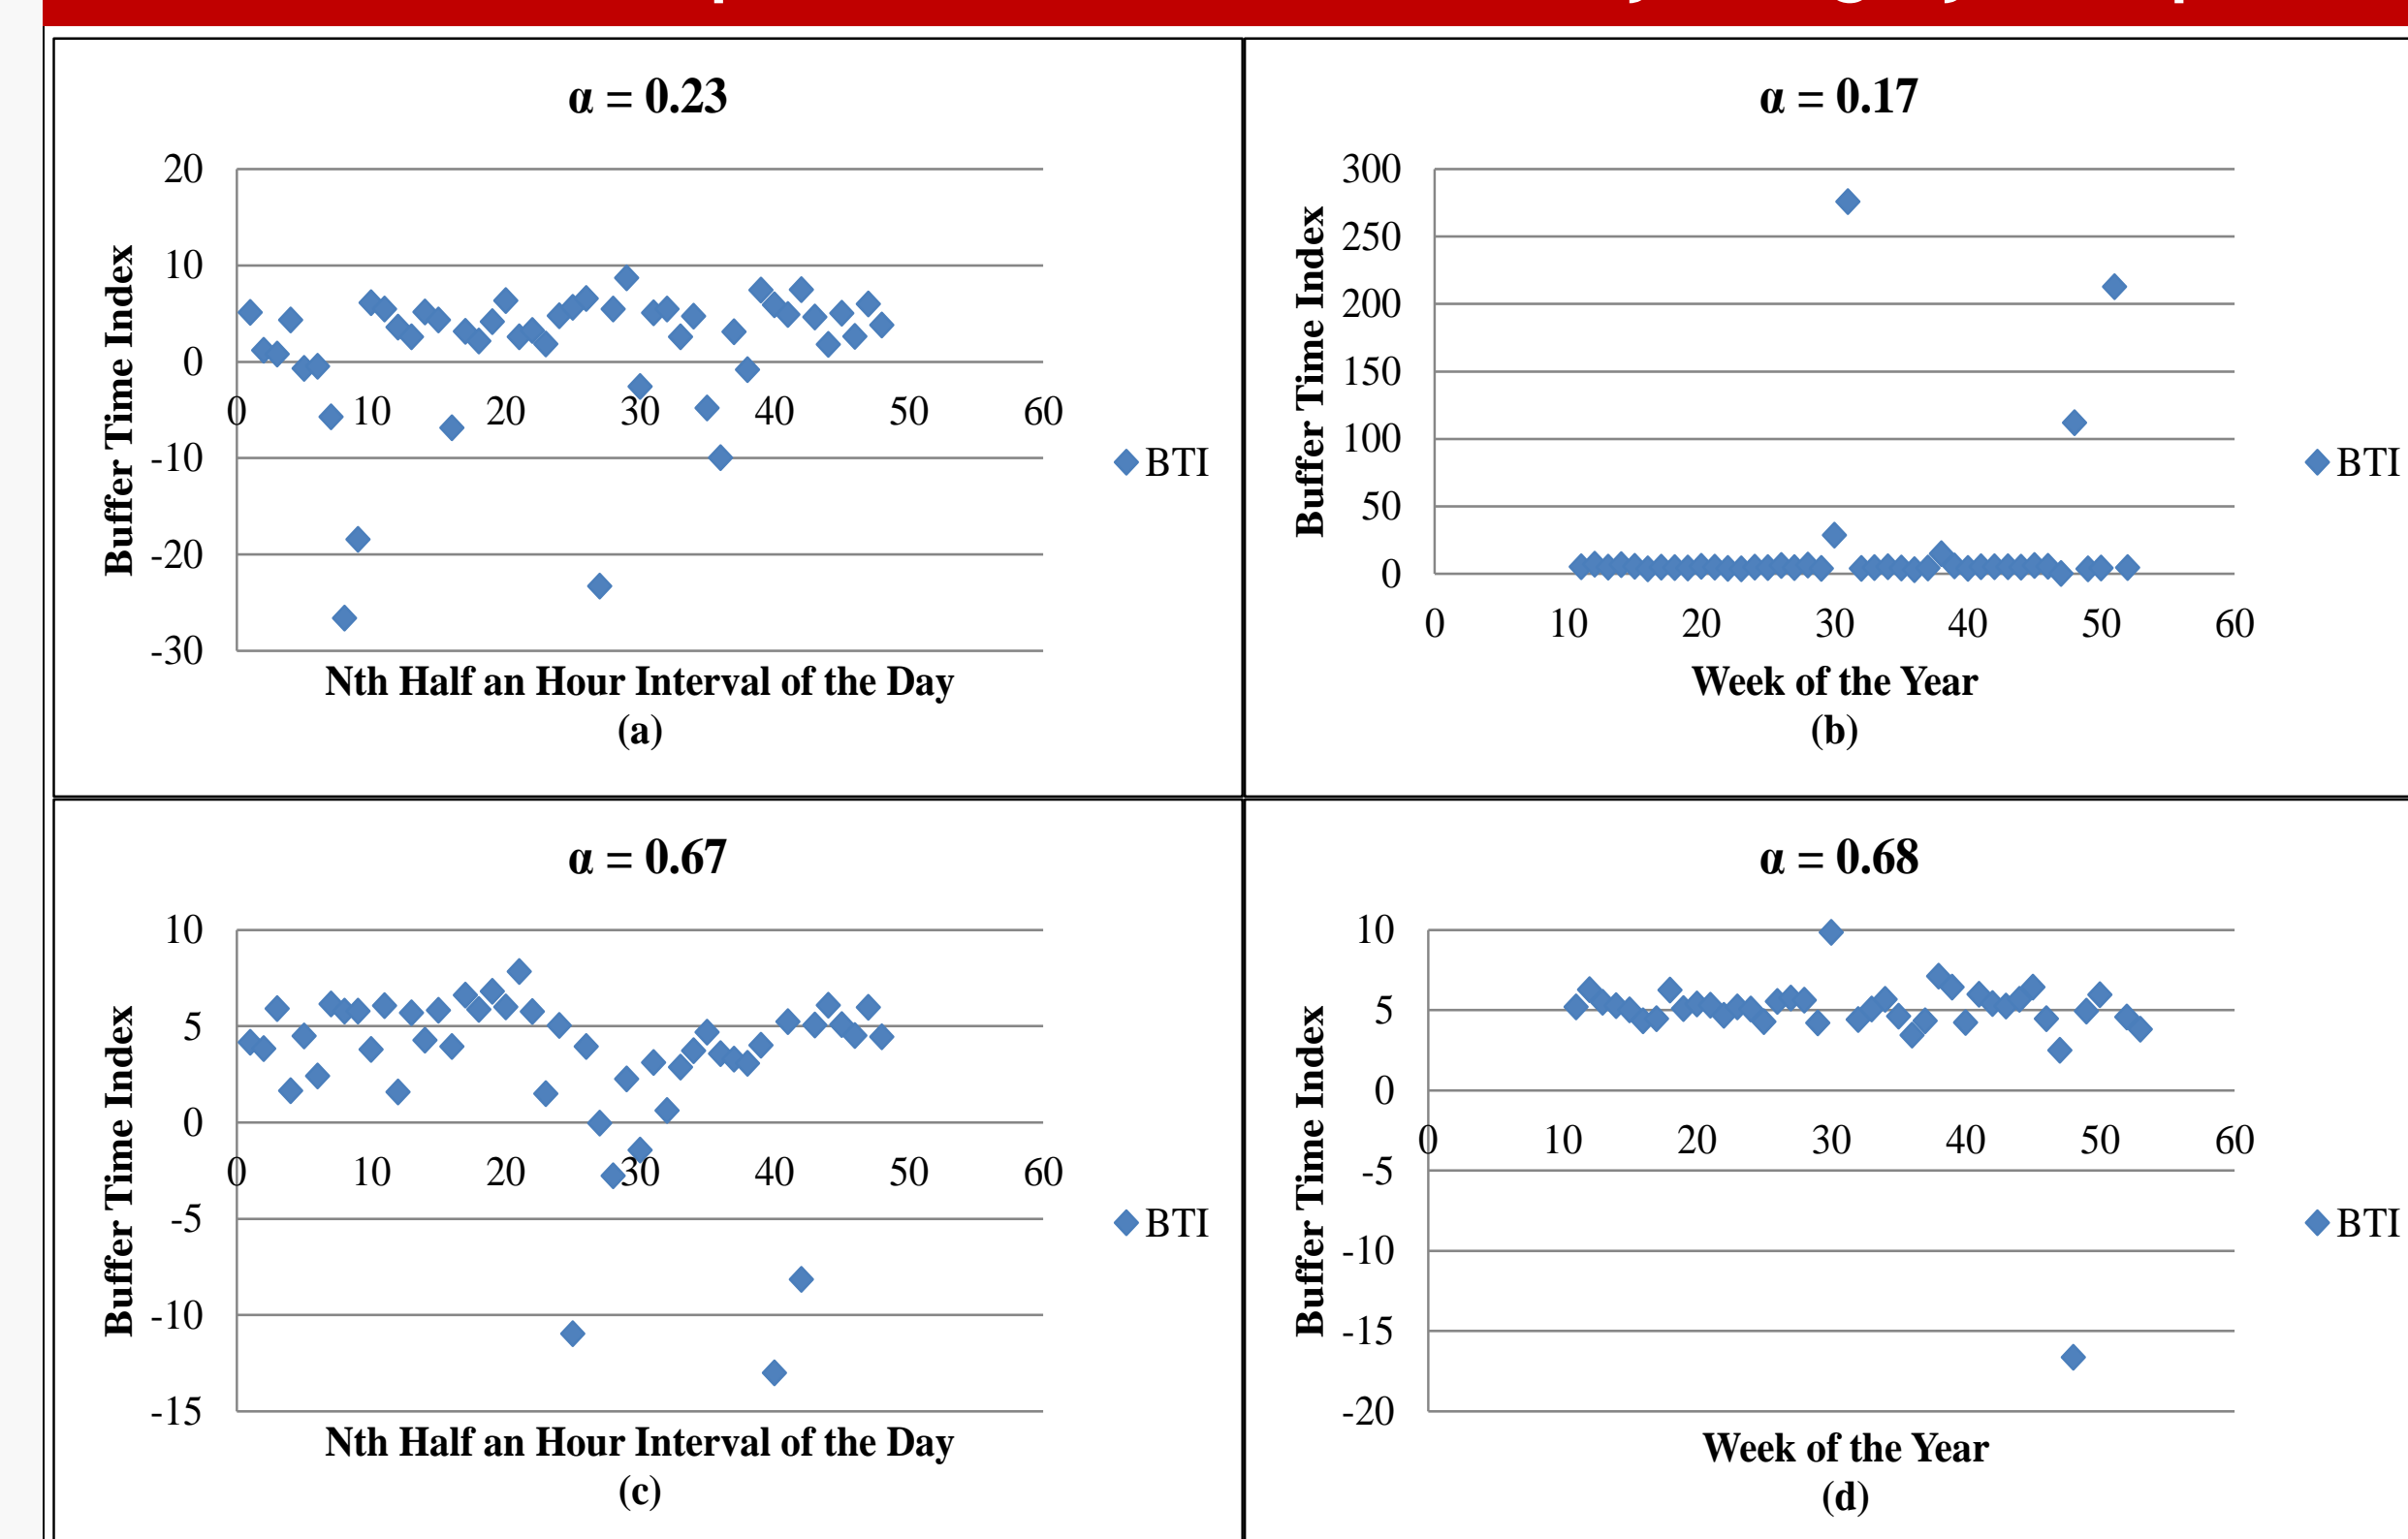 α = 0.23
20
10
0
-10
-20
-30
0 10 20 30 40 50 60
Buffer Time Index
BTI
Nth Half an Hour Interval of the Day
(a)
α = 0.17
300
250
200
150
100
50
0
0 10 20 30 40 50 60
Buffer Time Index
BTI
Week of the Year
(b)
α = 0.67
10
5
0
-5
-10
-15
0 10 20 30 40 50 60
Buffer Time Index
BTI
Nth Half an Hour Interval of the Day
(c)
α = 0.68
10
5
0
-5
-10
-15
-20
0 10 20 30 40 50 60
Buffer Time Index
BTI
Week of the Year
(d)